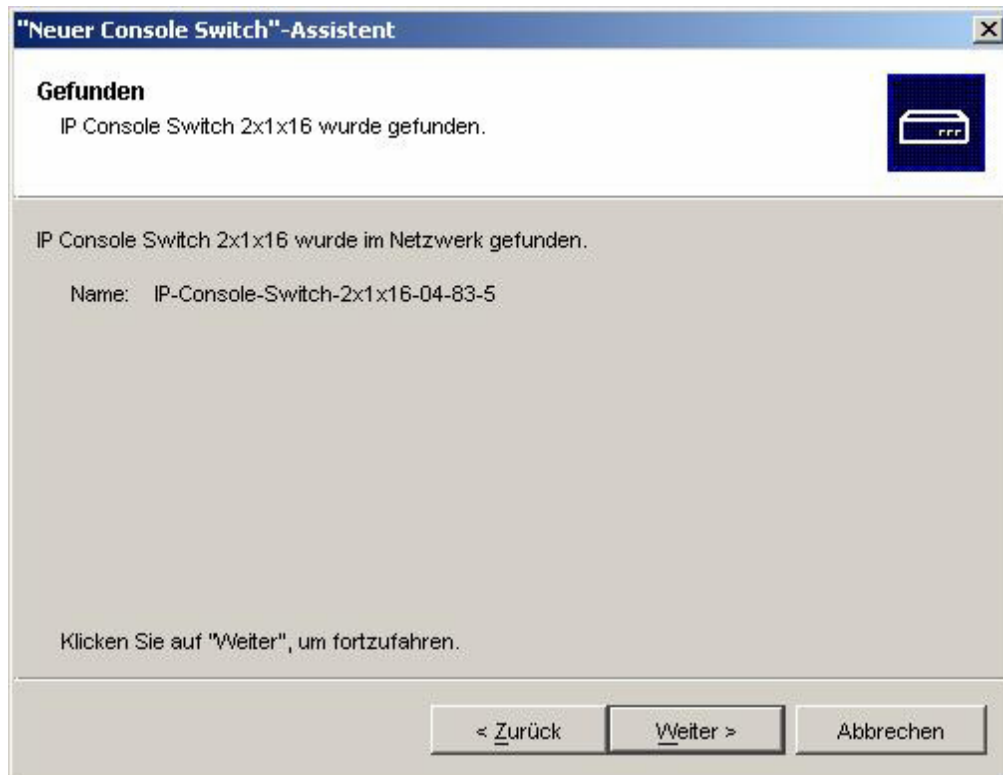 "Neuer Console Switch"-Assistent
Gefunden
IP Console Switch 2x1x16 wurde gefunden.
IP Console Switch 2x1x16 wurde im Netzwerk gefunden.
Name: IP-Console-Switch-2x1x16-04-83-5
Klicken Sie auf "Weiter", um fortzufahren.
< Zurück Weiter > Abbrechen